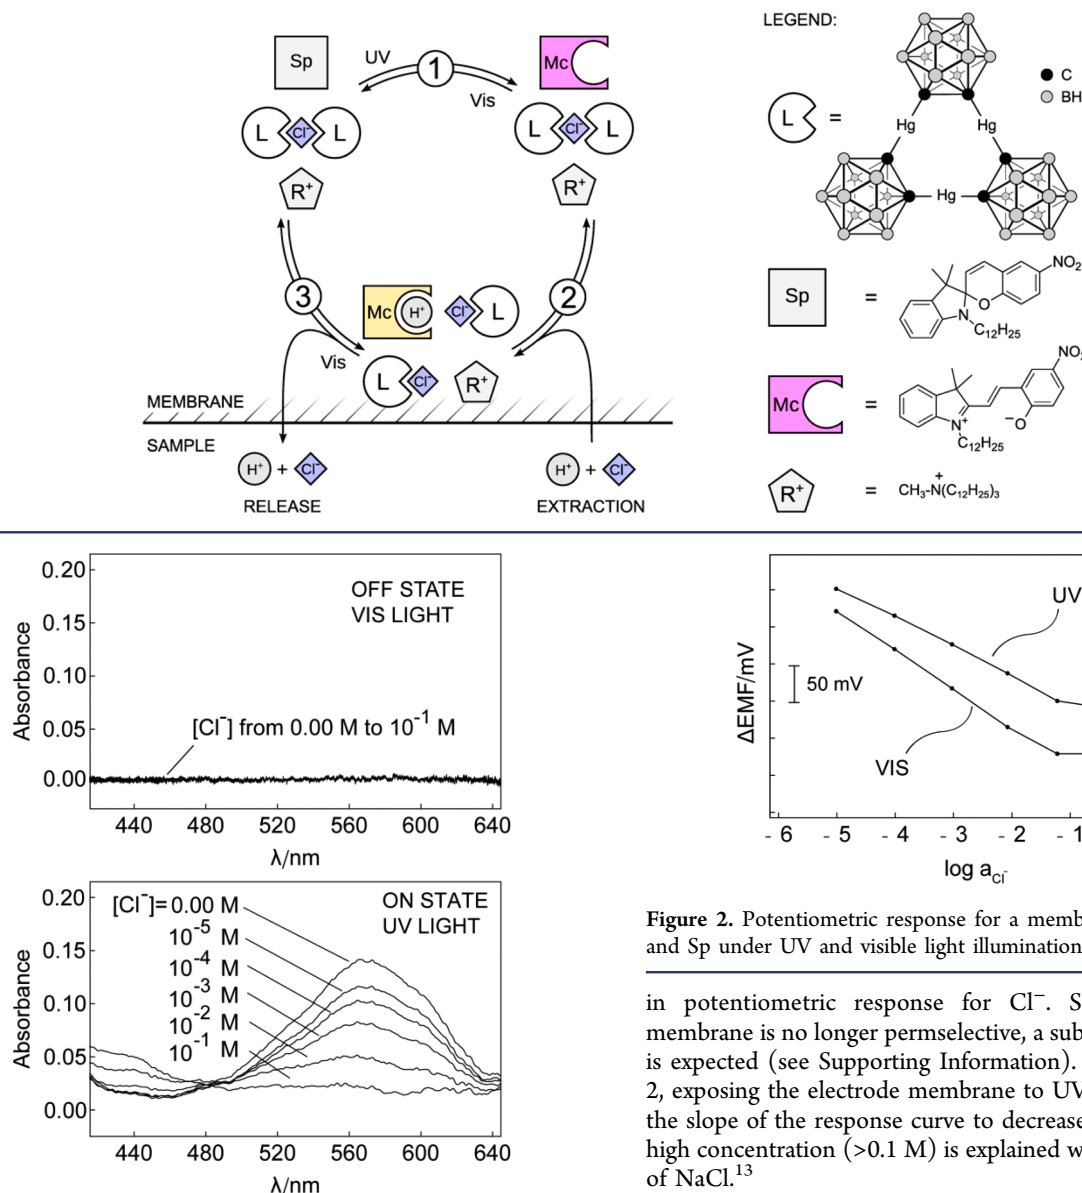 LEGEND:
Sp
UV
1
Vis
Mc
L
Cl⁻
L
R⁺
L
Cl⁻
L
R⁺
L
=
Hg
Hg
Hg
C
BH
3
Mc
H⁺
Cl⁻
L
2
Vis
L
Cl⁻
R⁺
MEMBRANE
SAMPLE
H⁺ + Cl⁻
H⁺ + Cl⁻
RELEASE
EXTRACTION
Sp
=
NO₂
O
N
C₁₂H₂₅
Mc
=
NO₂
⁻O
N⁺
C₁₂H₂₅
R⁺
=
CH₃-N⁺(C₁₂H₂₅)₃
0.20
0.15
0.10
0.05
0.00
Absorbance
OFF STATE
VIS LIGHT
[Cl⁻] from 0.00 M to 10⁻¹ M
440 480 520 560 600 640
λ/nm
0.20
0.15
0.10
0.05
0.00
Absorbance
[Cl⁻]= 0.00 M
10⁻⁵ M
10⁻⁴ M
10⁻³ M
10⁻² M
10⁻¹ M
ON STATE
UV LIGHT
440 480 520 560 600 640
λ/nm
ΔEMF/mV
50 mV
UV
VIS
- 6 - 5 - 4 - 3 - 2 - 1
log a Cl⁻
Figure 2. Potentiometric response for a memb
and Sp under UV and visible light illumination
in potentiometric response for Cl⁻. S
membrane is no longer permselective, a sub
is expected (see Supporting Information).
2, exposing the electrode membrane to UV
the slope of the response curve to decrease
high concentration (>0.1 M) is explained w
of NaCl.¹³